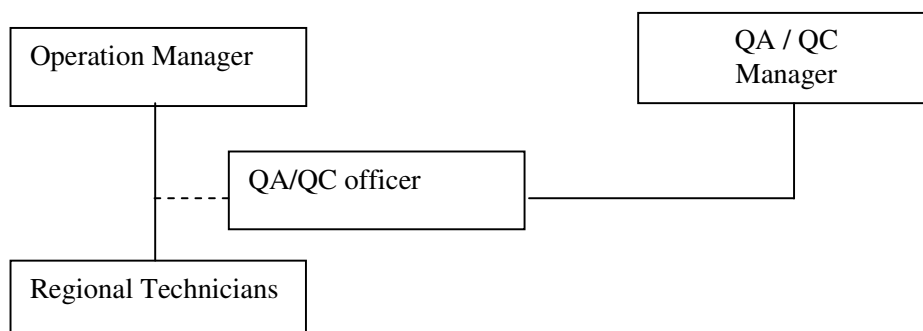 Operation Manager
QA / QC
Manager
QA/QC officer
Regional Technicians